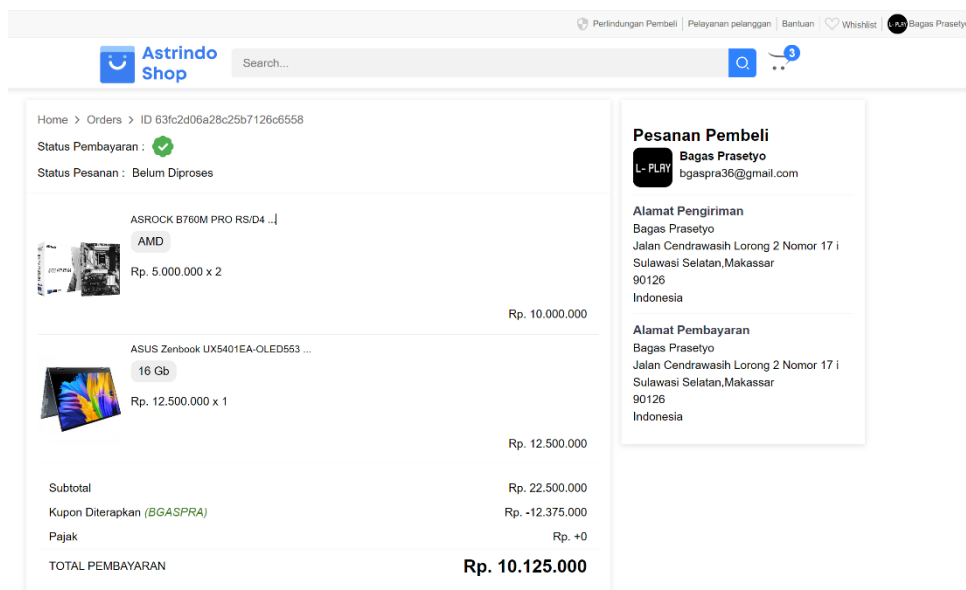 Perlindungan Pembeli Pelayanan pelanggan Bantuan Whishlist L- PLAY Bagas Prasetyo
Astrindo
Shop
Search...
3
Home > Orders > ID 63fc2d06a28c25b7126c6558
Status Pembayaran :
Status Pesanan : Belum Diproses
ASROCK B760M PRO RS/D4 ...
AMD
Rp. 5.000.000 x 2
Rp. 10.000.000
ASUS Zenbook UX5401EA-OLED553 ...
16 Gb
Rp. 12.500.000 x 1
Rp. 12.500.000
Subtotal Rp. 22.500.000
Kupon Diterapkan (BGASPRA) Rp. -12.375.000
Pajak Rp. +0
TOTAL PEMBAYARAN Rp. 10.125.000
Pesanan Pembeli
L- PLAY
Bagas Prasetyo
bgaspra36@gmail.com
Alamat Pengiriman
Bagas Prasetyo
Jalan Cendrawasih Lorong 2 Nomor 17 i
Sulawasi Selatan,Makassar
90126
Indonesia
Alamat Pembayaran
Bagas Prasetyo
Jalan Cendrawasih Lorong 2 Nomor 17 i
Sulawasi Selatan,Makassar
90126
Indonesia